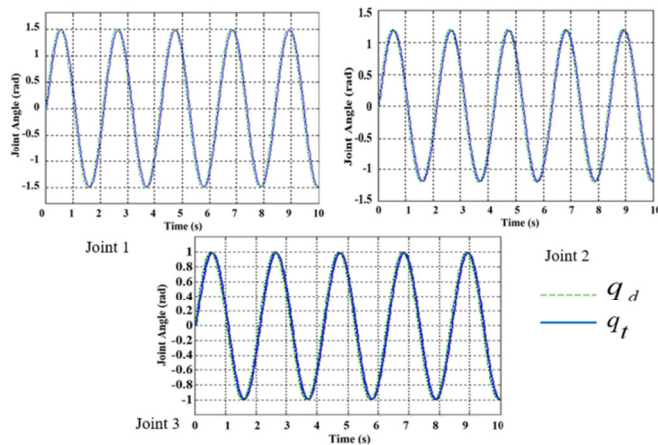 1.5
1
0.5
0
-0.5
-1
-1.5
Joint Angle (rad)
0 1 2 3 4 5 6 7 8 9 10
Time (s)
Joint 1
1.5
1
0.5
0
-0.5
-1
1.5
Joint Angle (rad)
0 1 2 3 4 5 6 7 8 9 10
Time (s)
Joint 2
1
0.8
0.6
0.4
0.2
0
-0.2
-0.4
-0.6
-0.8
-1
Joint Angle (rad)
0 1 2 3 4 5 6 7 8 9 10
Time (s)
Joint 3
q d
q t